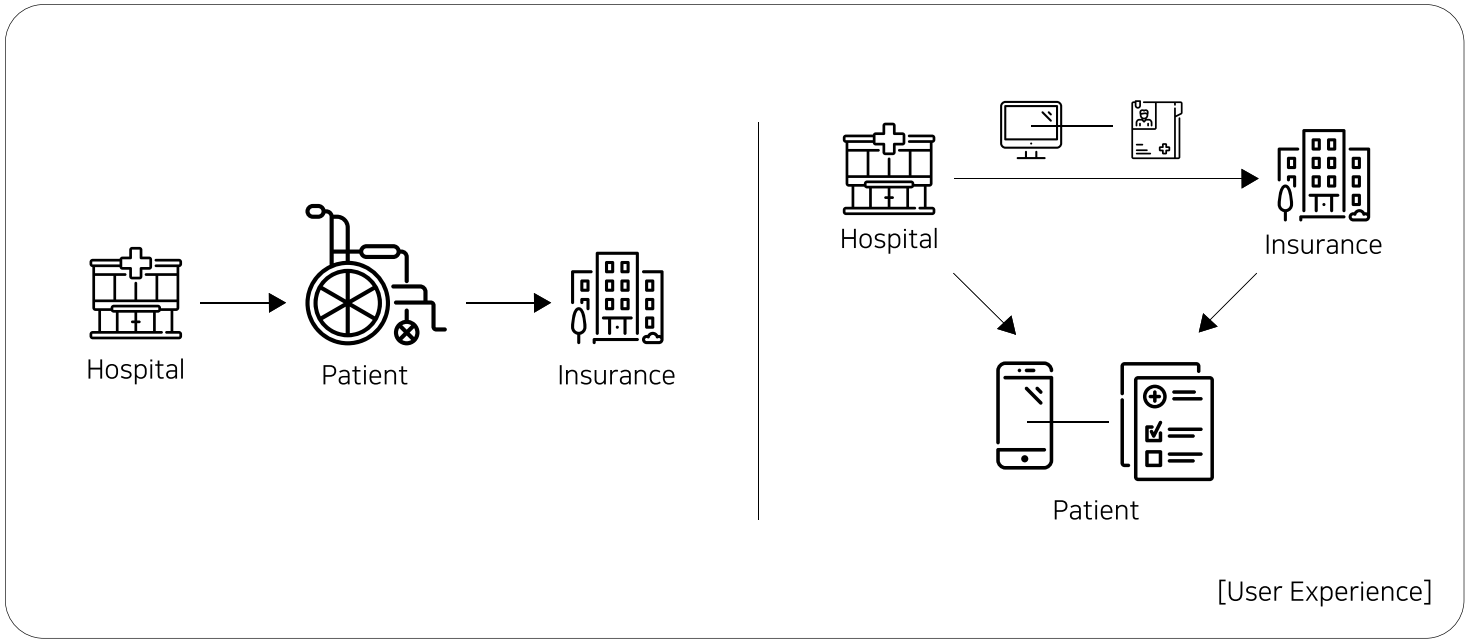 Hospital
Patient
Insurance
Hospital
Insurance
Patient
[User Experience]